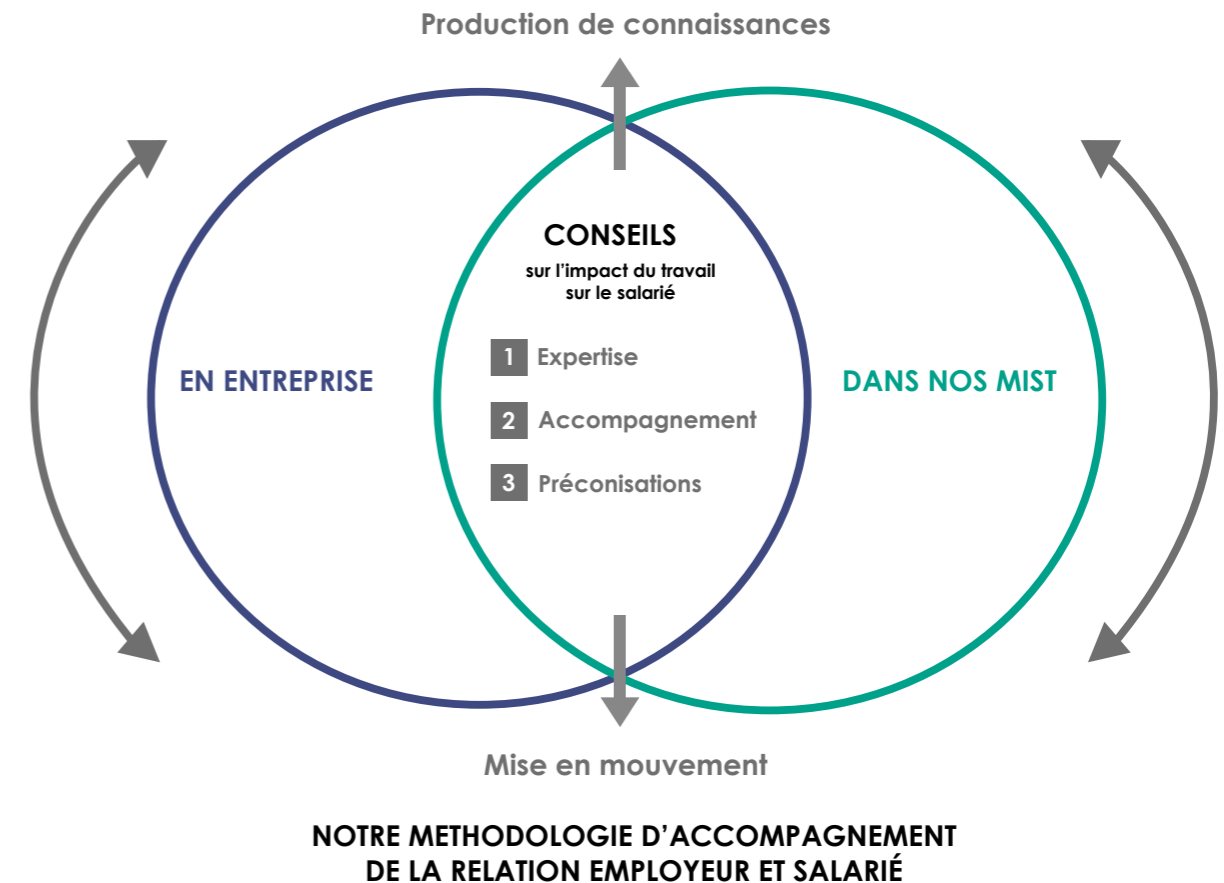 Production de connaissances
CONSEILS
sur l’impact du travail
sur le salarié
1 Expertise
EN ENTREPRISE
DANS NOS MIST
2 Accompagnement
3 Préconisations
Mise en mouvement
NOTRE METHODOLOGIE D’ACCOMPAGNEMENT
DE LA RELATION EMPLOYEUR ET SALARIÉ